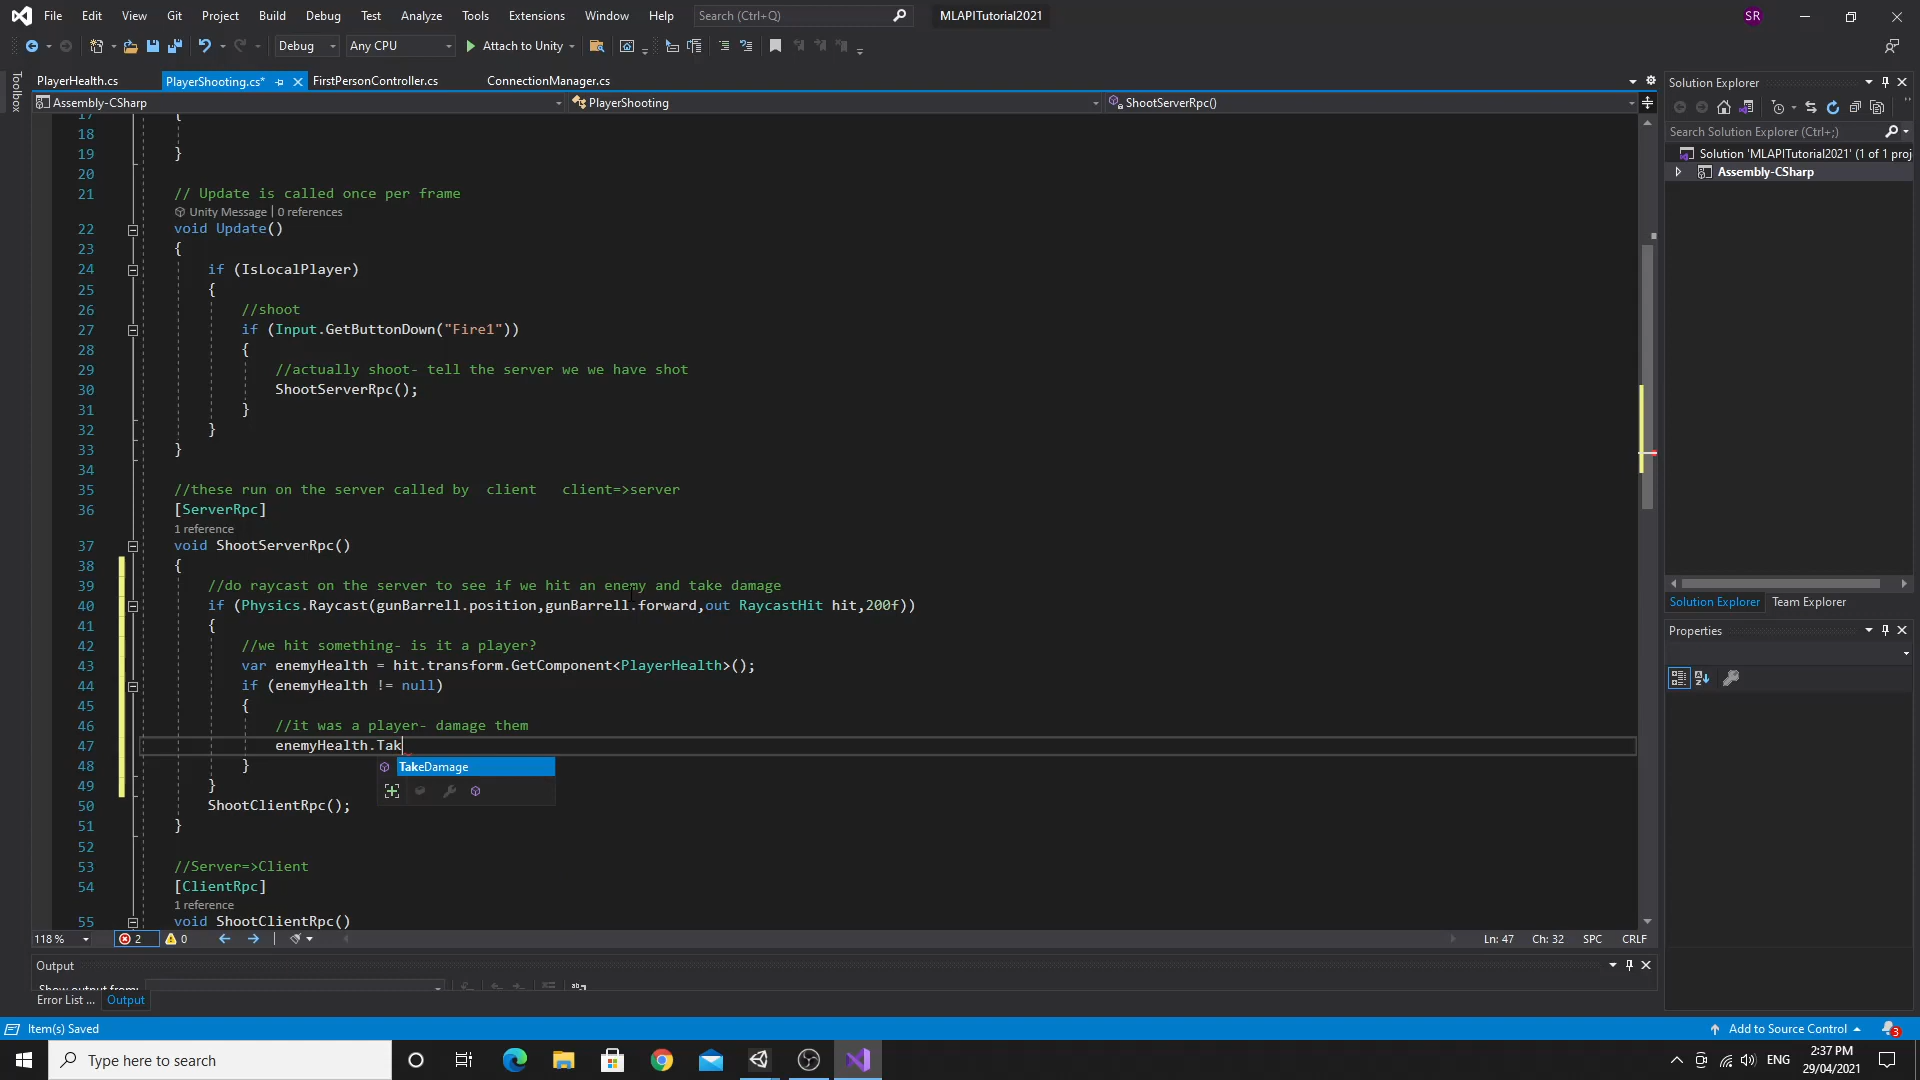 File Edit View Git Project Build Debug Test Analyze Tools Extensions Window Help Search (Ctrl+Q) MLAPITutorial2021 SR
Debug Any CPU Attach to Unity
Toolbox
PlayerHealth.cs PlayerShooting.cs* FirstPersonController.cs ConnectionManager.cs
Assembly-CSharp PlayerShooting ShootServerRpc()
17 {
18
19 }
20
21 // Update is called once per frame
Unity Message | 0 references
22 void Update()
23 {
24 if (IsLocalPlayer)
25 {
26 //shoot
27 if (Input.GetButtonDown("Fire1"))
28 {
29 //actually shoot- tell the server we we have shot
30 ShootServerRpc();
31 }
32 }
33 }
34
35 //these run on the server called by  client   client=>server
36 [ServerRpc]
1 reference
37 void ShootServerRpc()
38 {
39 //do raycast on the server to see if we hit an enemy and take damage
40 if (Physics.Raycast(gunBarrell.position,gunBarrell.forward,out RaycastHit hit,200f))
41 {
42 //we hit something- is it a player?
43 var enemyHealth = hit.transform.GetComponent<PlayerHealth>();
44 if (enemyHealth != null)
45 {
46 //it was a player- damage them
47 enemyHealth.Tak
TakeDamage
48 }
49 }
50 ShootClientRpc();
51 }
52
53 //Server=>Client
54 [ClientRpc]
1 reference
55 void ShootClientRpc()
118 % 2 0 Ln: 47 Ch: 32 SPC CRLF
Output
Show output from:
Error List ... Output
Solution Explorer
Search Solution Explorer (Ctrl+;)
Solution 'MLAPITutorial2021' (1 of 1 proj
Assembly-CSharp
Solution Explorer Team Explorer
Properties
Item(s) Saved Add to Source Control 3
Type here to search ENG 2:37 PM
29/04/2021